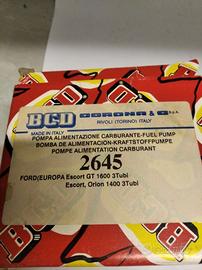 BCD CORONA & C S.p.A.
RIVOLI (TORINO) ITALY
MADE IN ITALY
POMPA ALIMENTAZIONE CARBURANTE-FUEL PUMP
BOMBA DE ALIMENTACION-KRAFTSTOFFPUMPE
POMPE ALIMENTATION CARBURANT
2645
FORD(EUROPA Escort GT 1600 3Tubi
Escort, Orion 1400 3Tubi